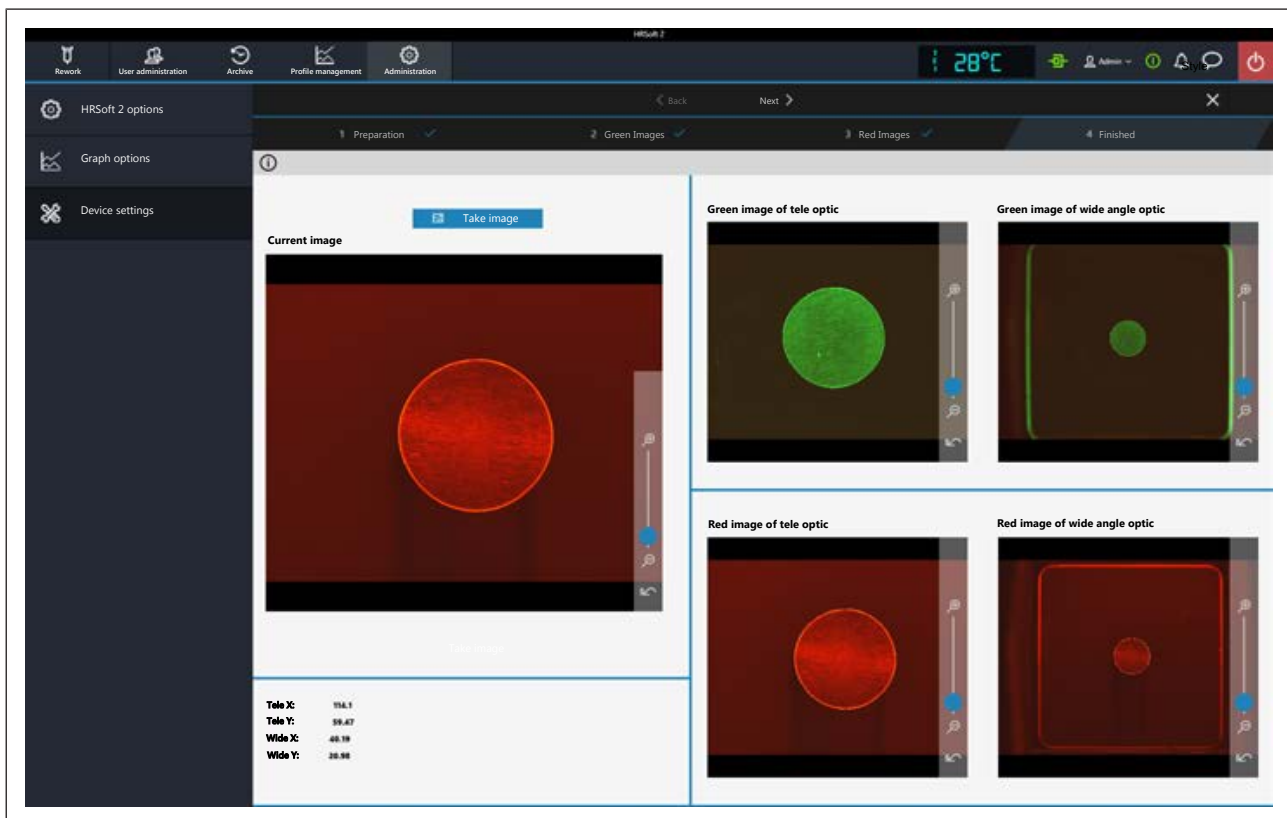 HRSoft 2
Rework User administration Archive Profile management Administration 28°C Admin Style
HRSoft 2 options
Graph options
Device settings
Back Next
1 Preparation 2 Green Images 3 Red Images 4 Finished
Take image
Current image
Green image of tele optic Green image of wide angle optic
Red image of tele optic Red image of wide angle optic
Tele X: 114.1
Tele Y: 59.47
Wide X: 40.19
Wide Y: 20.98